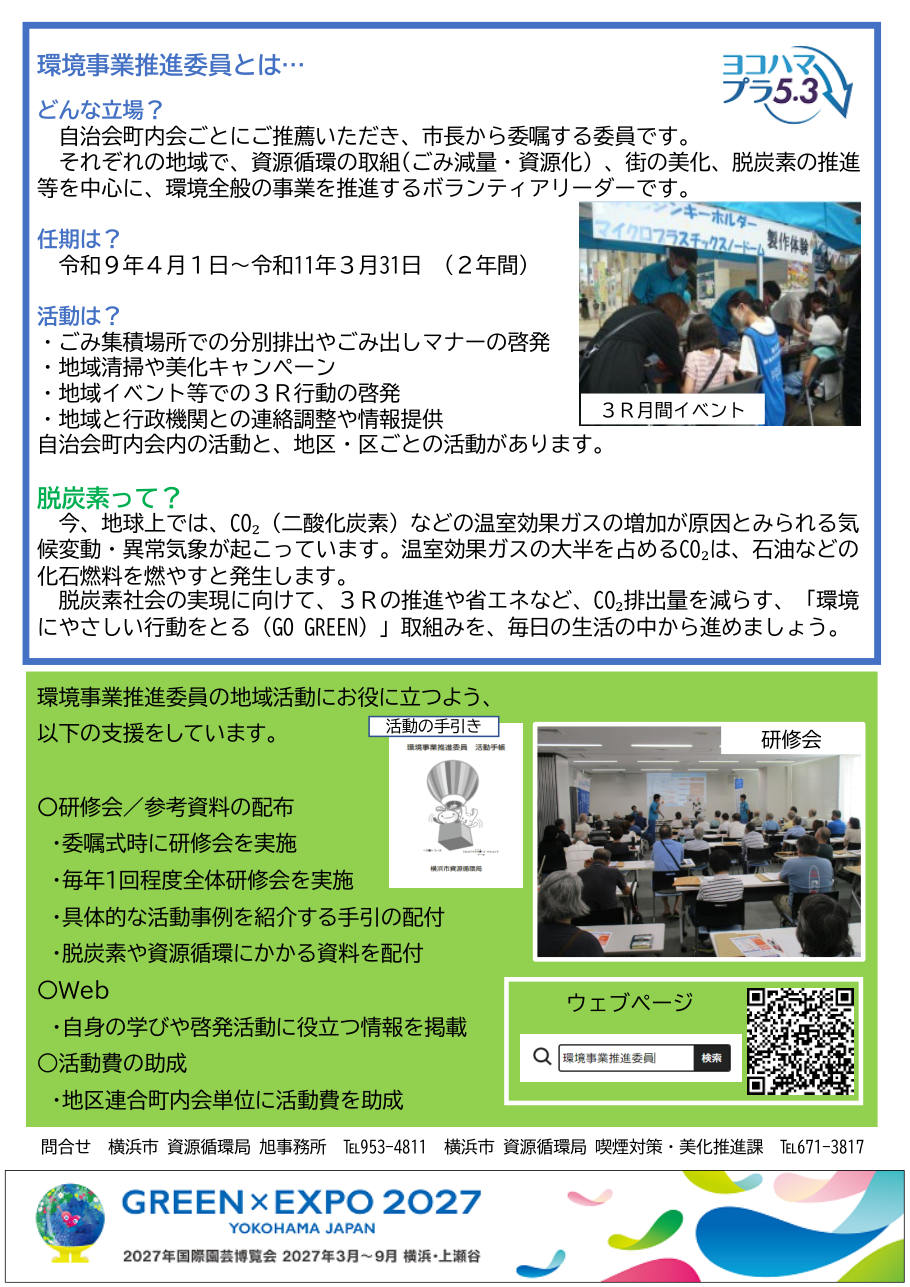 環境事業推進委員とは…
ヨコハマ
プラ5.3
どんな立場？
自治会町内会ごとにご推薦いただき、市長から委嘱する委員です。
それぞれの地域で、資源循環の取組(ごみ減量・資源化）、街の美化、脱炭素の推進
等を中心に、環境全般の事業を推進するボランティアリーダーです。
任期は？
令和９年４月１日～令和11年３月31日　（２年間）
活動は？
・ごみ集積場所での分別排出やごみ出しマナーの啓発
・地域清掃や美化キャンペーン
・地域イベント等での３Ｒ行動の啓発
・地域と行政機関との連絡調整や情報提供
自治会町内会内の活動と、地区・区ごとの活動があります。
ンキーホルダー
マイクロプラスチックスノードーム
製作体験
３Ｒ月間イベント
脱炭素って？
今、地球上では、CO₂（二酸化炭素）などの温室効果ガスの増加が原因とみられる気
候変動・異常気象が起こっています。温室効果ガスの大半を占めるCO₂は、石油などの
化石燃料を燃やすと発生します。
脱炭素社会の実現に向けて、３Ｒの推進や省エネなど、CO₂排出量を減らす、「環境
にやさしい行動をとる（GO GREEN）」取組みを、毎日の生活の中から進めましょう。
環境事業推進委員の地域活動にお役に立つよう、
以下の支援をしています。
活動の手引き
環境事業推進委員　活動手帳
横浜市資源循環局
研修会
〇研修会／参考資料の配布
・委嘱式時に研修会を実施
・毎年1回程度全体研修会を実施
・具体的な活動事例を紹介する手引の配付
・脱炭素や資源循環にかかる資料を配付
〇Web
・自身の学びや啓発活動に役立つ情報を掲載
〇活動費の助成
・地区連合町内会単位に活動費を助成
ウェブページ
環境事業推進委員
検索
問合せ　横浜市 資源循環局 旭事務所　℡953-4811　横浜市 資源循環局 喫煙対策・美化推進課　℡671-3817
GREEN×EXPO 2027
YOKOHAMA JAPAN
2027年国際園芸博覧会 2027年3月～9月 横浜・上瀬谷